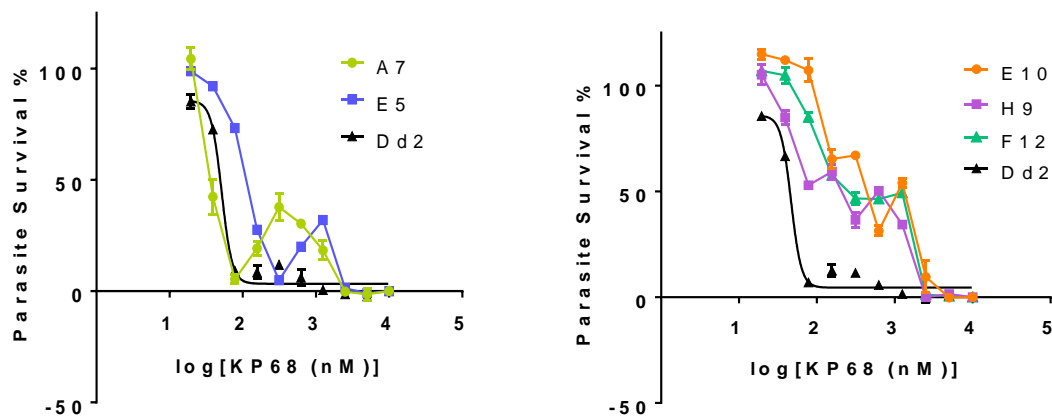 A7
E5
Dd2
100
50
0
-50
1 2 3 4 5
Parasite Survival %
log[KP68 (nM)]
E10
H9
F12
Dd2
100
50
0
-50
1 2 3 4 5
Parasite Survival %
log[KP68 (nM)]